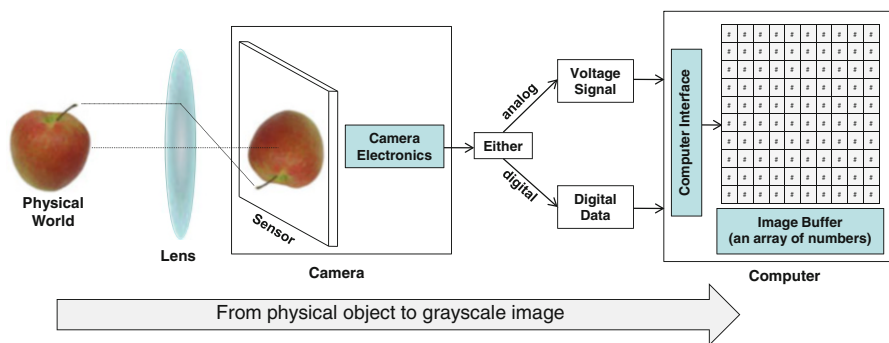 Physical
World
Lens
Sensor
Camera
Electronics
Camera
Either
analog
digital
Voltage
Signal
Digital
Data
Computer Interface
# # # # # # # # # #
# # # # # # # # # #
# # # # # # # # # #
# # # # # # # # # #
# # # # # # # # # #
# # # # # # # # # #
# # # # # # # # # #
# # # # # # # # # #
# # # # # # # # # #
# # # # # # # # # #
Image Buffer
(an array of numbers)
Computer
From physical object to grayscale image